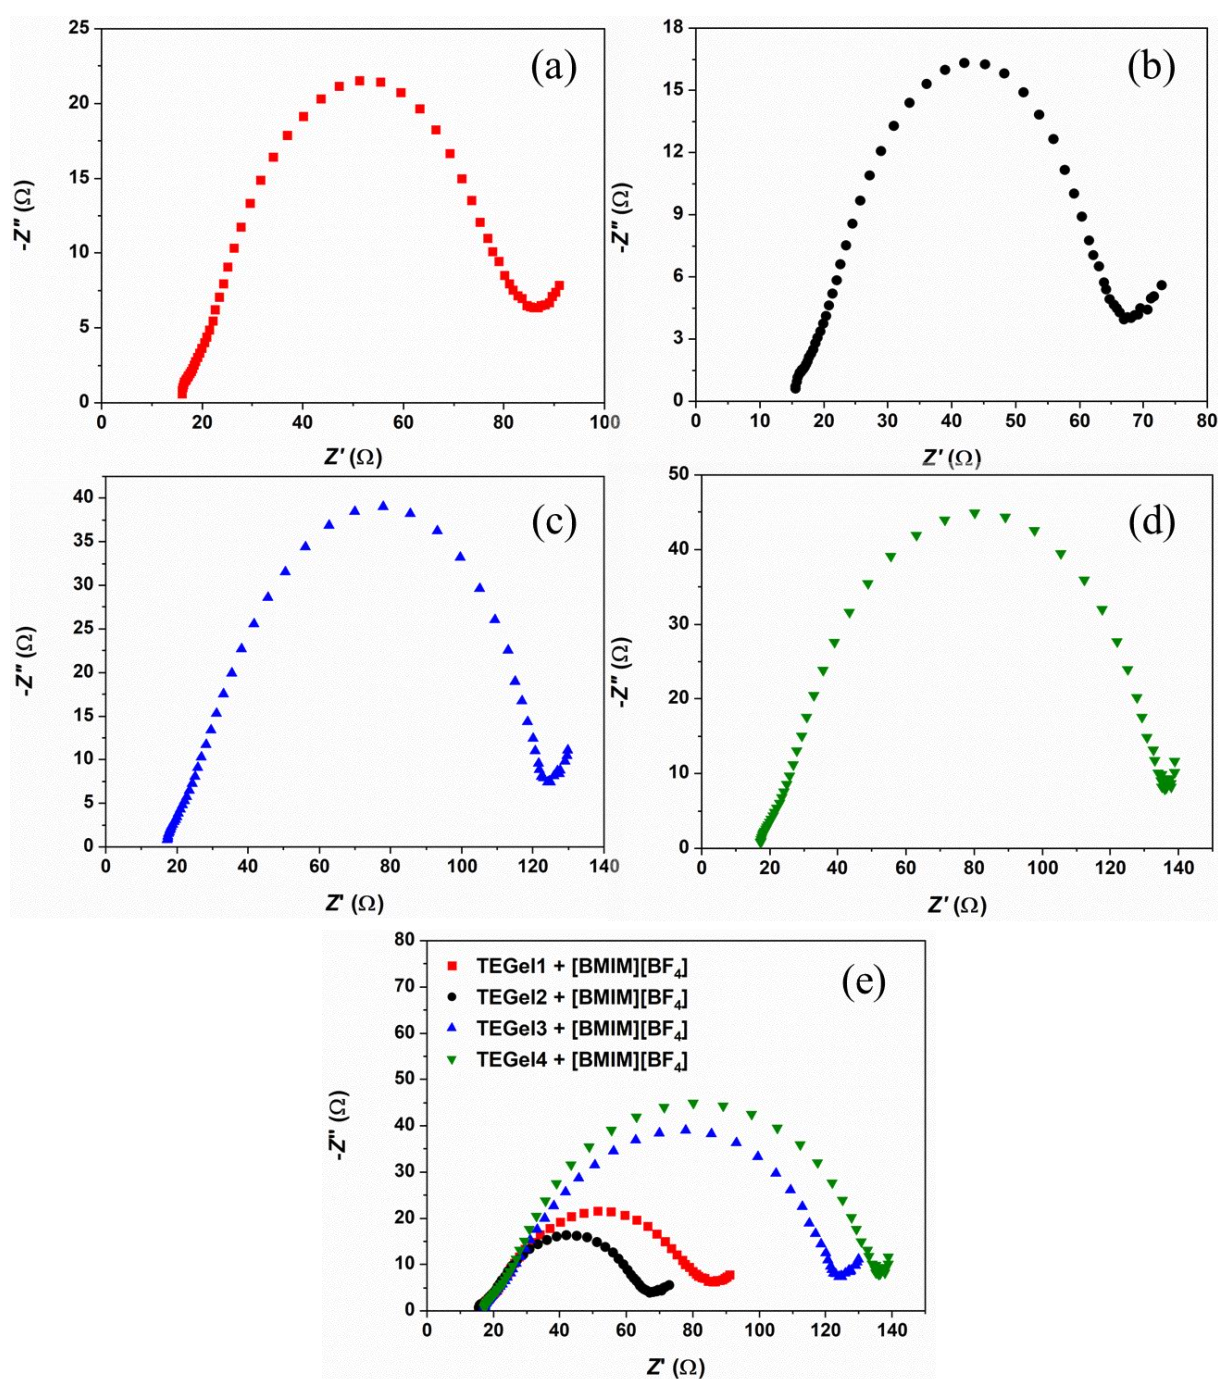 (a)
25
20
15
10
5
0
-Z″ (Ω)
0 20 40 60 80 100
Z′ (Ω)
(b)
18
15
12
9
6
3
0
-Z″ (Ω)
0 10 20 30 40 50 60 70 80
Z′ (Ω)
(c)
40
35
30
25
20
15
10
5
0
-Z″ (Ω)
0 20 40 60 80 100 120 140
Z' (Ω)
(d)
50
40
30
20
10
0
-Z″ (Ω)
0 20 40 60 80 100 120 140
Z′ (Ω)
(e)
TEGel1 + [BMIM][BF₄]
TEGel2 + [BMIM][BF₄]
TEGel3 + [BMIM][BF₄]
TEGel4 + [BMIM][BF₄]
80
70
60
50
40
30
20
10
0
-Z″ (Ω)
0 20 40 60 80 100 120 140
Z' (Ω)